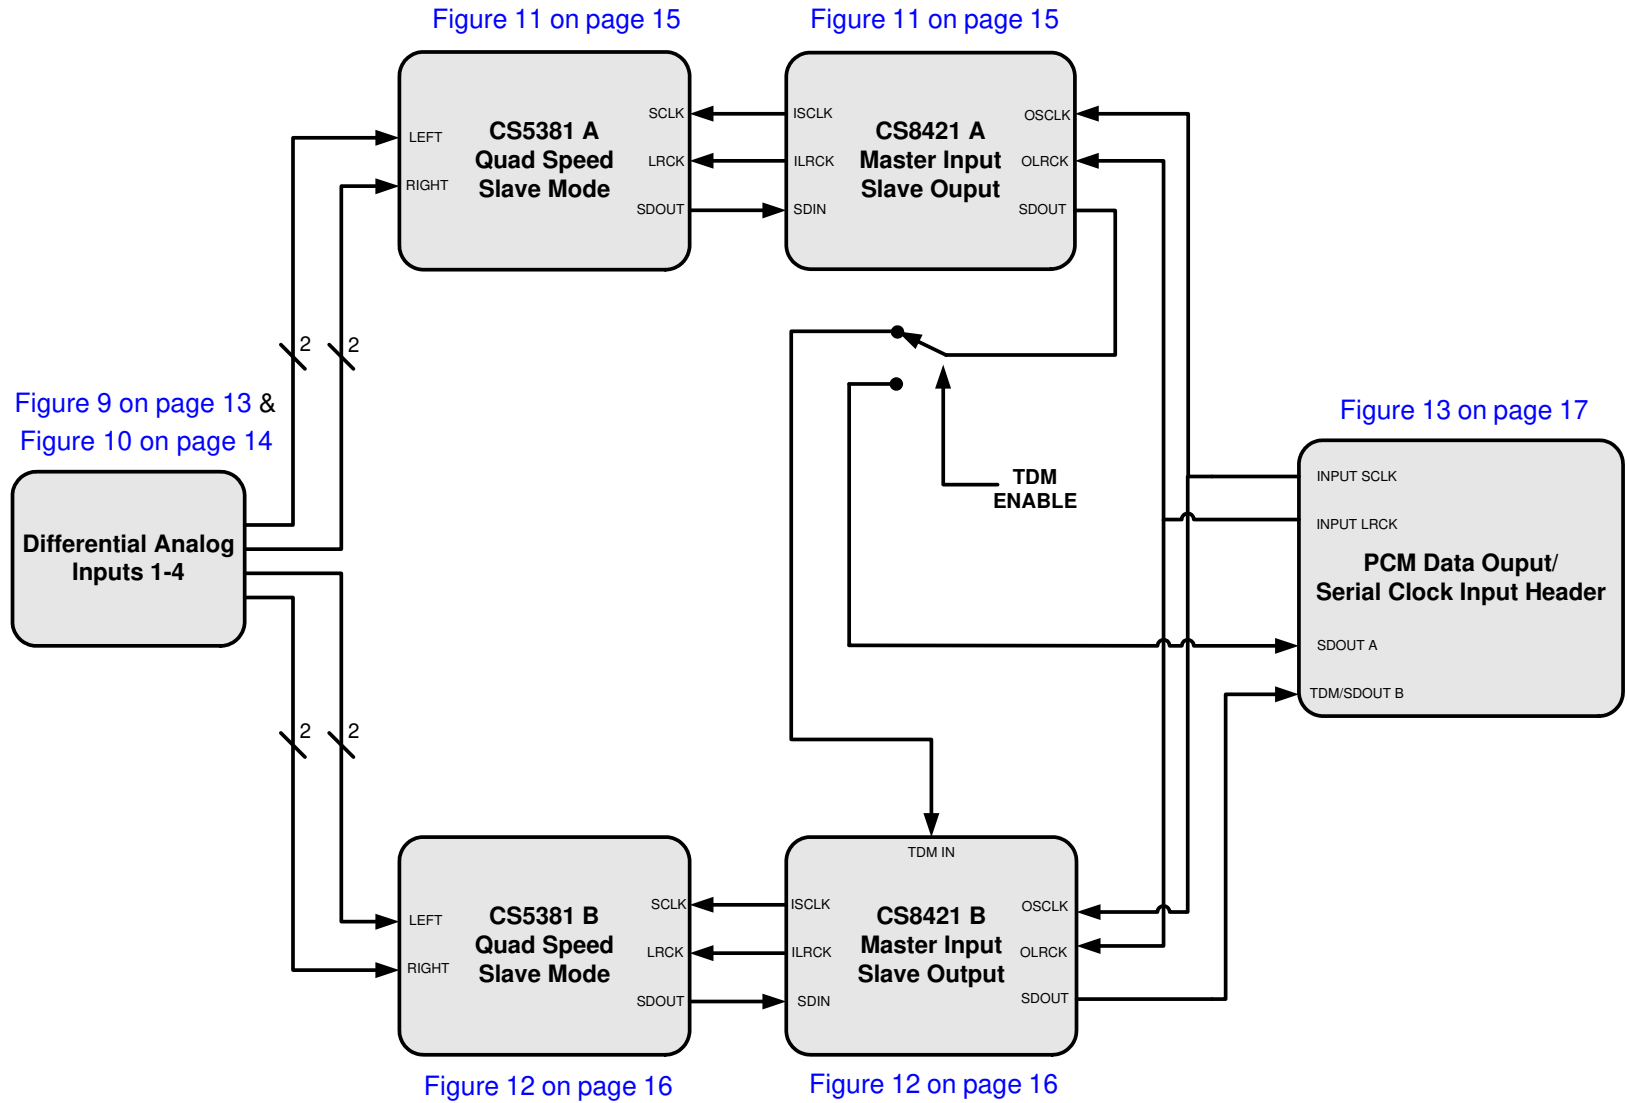 Figure 11 on page 15
Figure 11 on page 15
CS5381 A
Quad Speed
Slave Mode
LEFT
RIGHT
SCLK
LRCK
SDOUT
CS8421 A
Master Input
Slave Ouput
ISCLK
ILRCK
SDIN
OSCLK
OLRCK
SDOUT
2
2
Figure 9 on page 13 &
Figure 10 on page 14
Differential Analog
Inputs 1-4
TDM
ENABLE
Figure 13 on page 17
INPUT SCLK
INPUT LRCK
PCM Data Ouput/
Serial Clock Input Header
SDOUT A
TDM/SDOUT B
2
2
CS5381 B
Quad Speed
Slave Mode
LEFT
RIGHT
SCLK
LRCK
SDOUT
TDM IN
CS8421 B
Master Input
Slave Output
ISCLK
ILRCK
SDIN
OSCLK
OLRCK
SDOUT
Figure 12 on page 16
Figure 12 on page 16